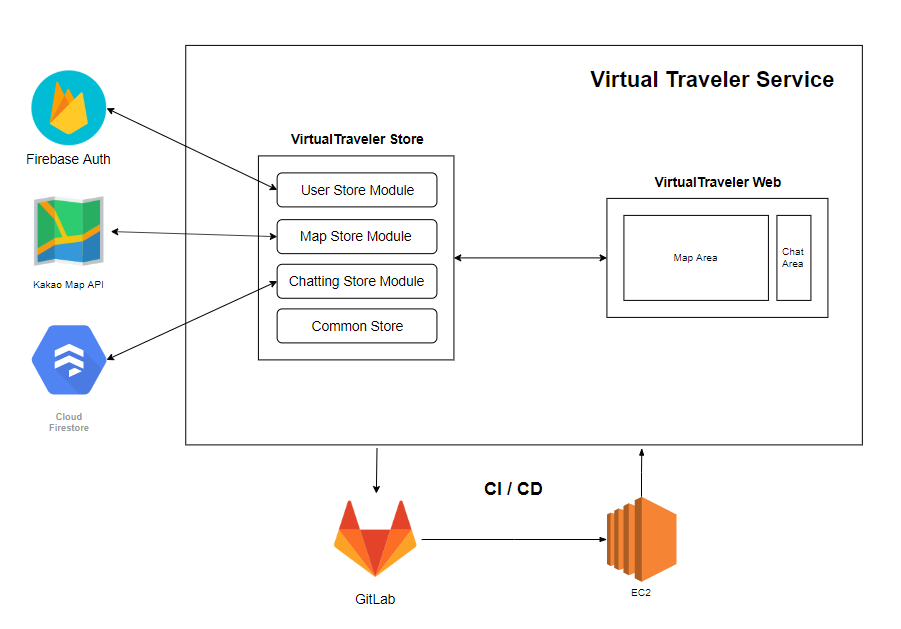 Virtual Traveler Service
Firebase Auth
VirtualTraveler Store
User Store Module
Map Store Module
Chatting Store Module
Common Store
VirtualTraveler Web
Map Area
Chat
Area
Kakao Map API
Cloud
Firestore
CI / CD
GitLab
EC2